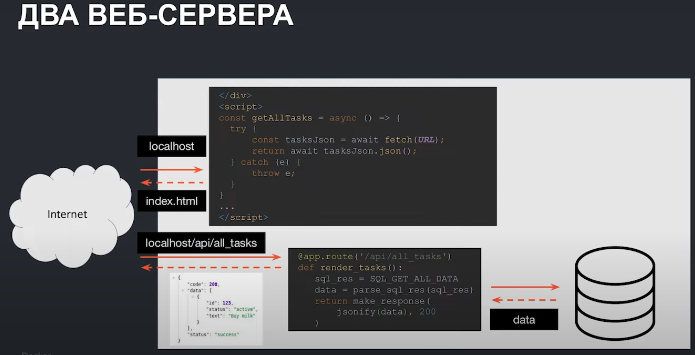 ДВА ВЕБ-СЕРВЕРА
</div>
<script>
const getAllTasks = async () => {
try {
const tasksJson = await fetch(URL);
return await tasksJson.json();
} catch (e) {
throw e;
}
}
...
</script>
localhost
index.html
Internet
localhost/api/all_tasks
@app.route('/api/all_tasks')
def render_tasks():
sql_res = SQL_GET_ALL_DATA
data = parse_sql_res(sql_res)
return make_response(
jsonify(data), 200
)
{
"code": 200,
"data": [
{
"id": 123,
"status": "active",
"text": "Buy milk"
}
],
"status": "success"
}
data